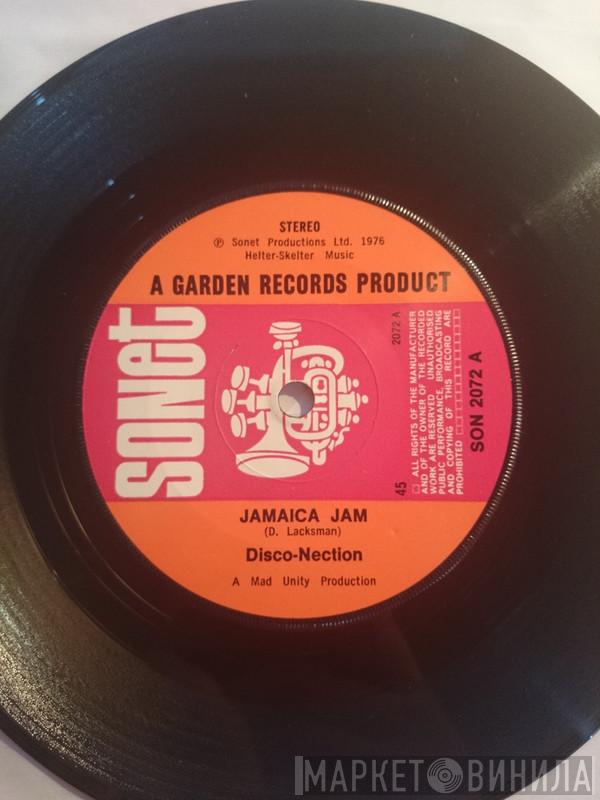 STEREO
Ⓟ Sonet Productions Ltd. 1976
Helter-Skelter Music
A GARDEN RECORDS PRODUCT
sonet
2072 A
□ ALL RIGHTS OF THE MANUFACTURER
AND OF THE OWNER OF THE RECORDED
WORK ARE RESERVED UNAUTHORISED
PUBLIC PERFORMANCE BROADCASTING
AND COPYING OF THIS RECORD ARE
PROHIBITED
SON 2072 A
45
JAMAICA JAM
(D. Lacksman)
Disco-Nection
A Mad Unity Production
МАРКЕТ ВИНИЛА